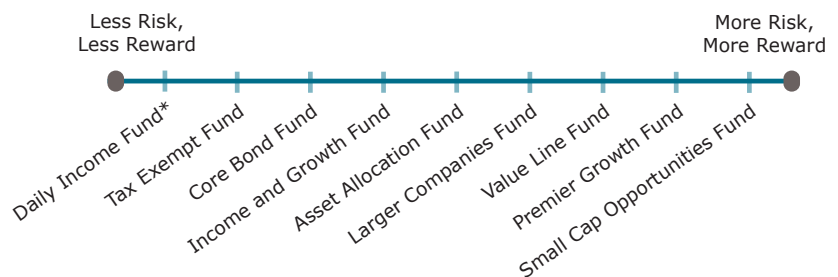 Less Risk,
Less Reward
More Risk,
More Reward
Daily Income Fund*
Tax Exempt Fund
Core Bond Fund
Income and Growth Fund
Asset Allocation Fund
Larger Companies Fund
Value Line Fund
Premier Growth Fund
Small Cap Opportunities Fund